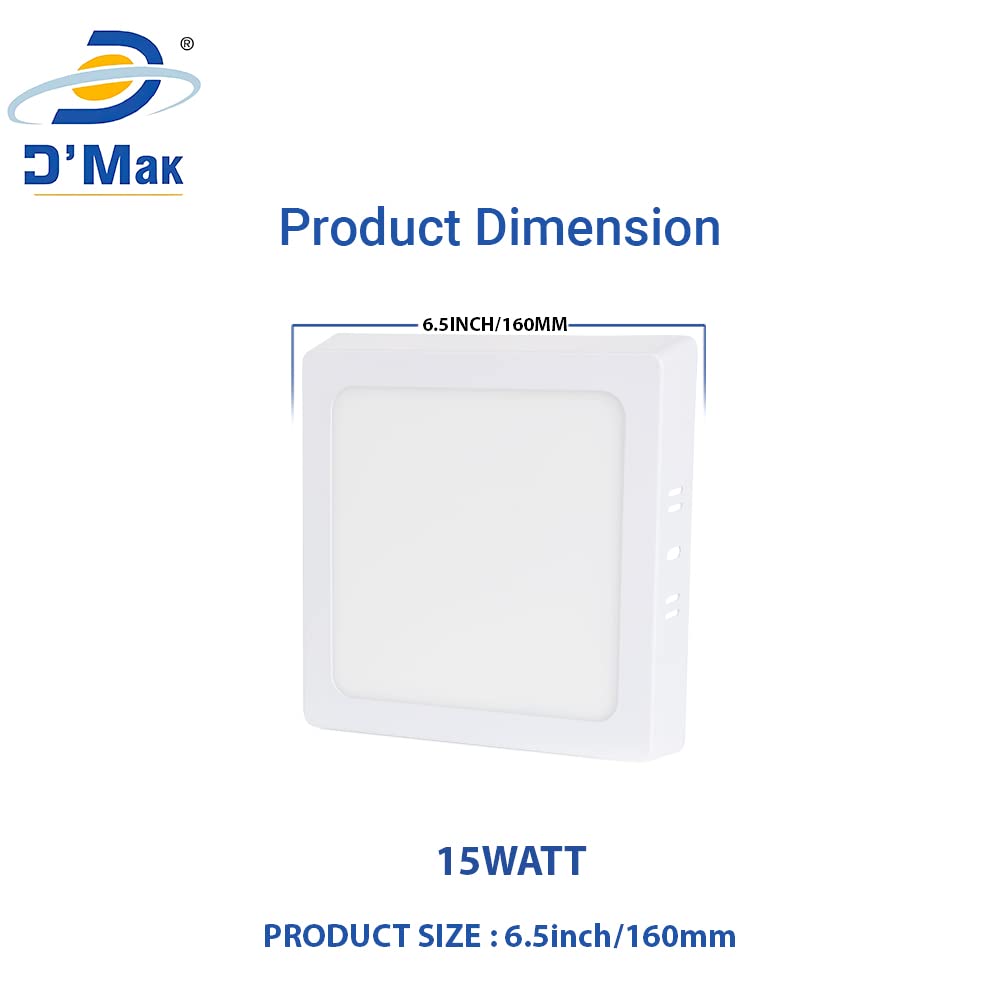 ®
D'Mak
Product Dimension
6.5INCH/160MM
15WATT
PRODUCT SIZE : 6.5inch/160mm